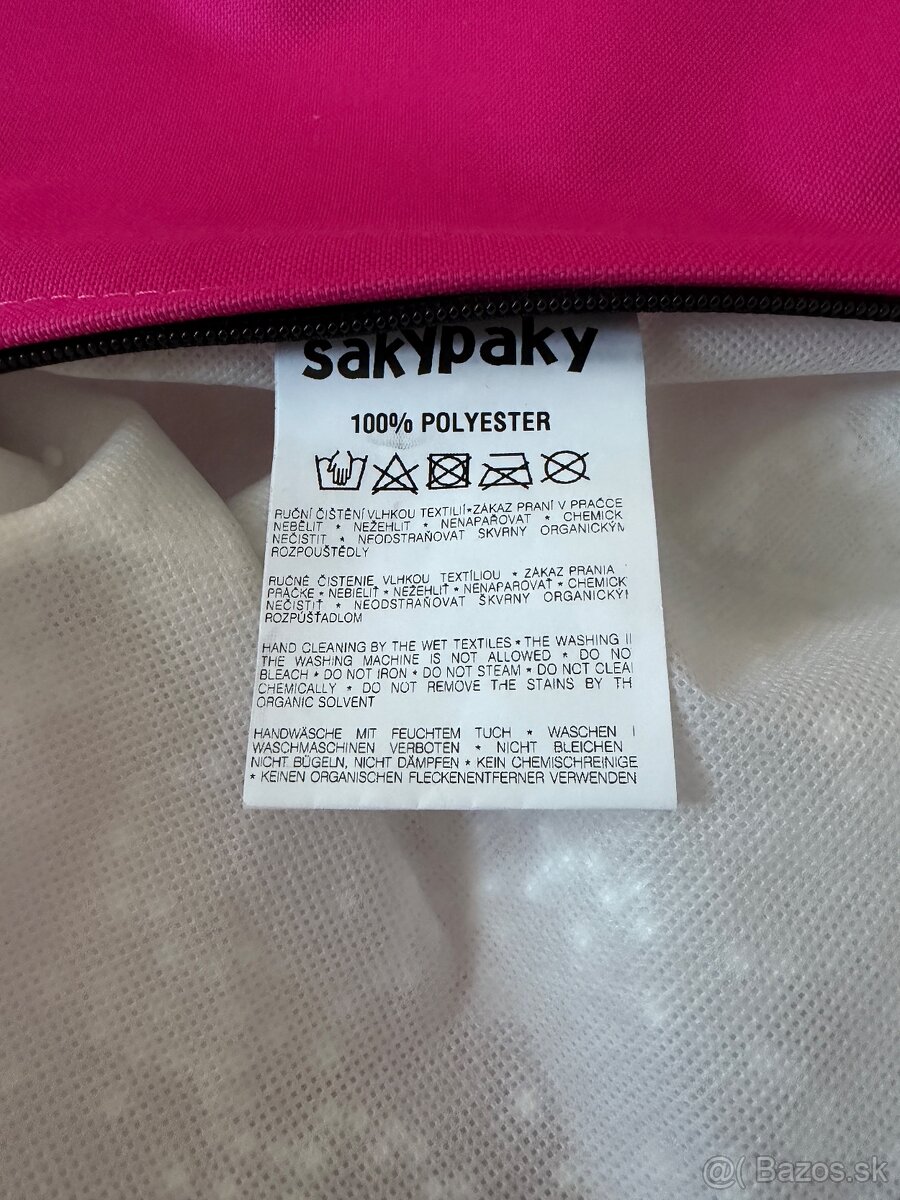 sakypaky
100% POLYESTER
RUČNÍ ČIŠTĚNÍ VLHKOU TEXTILIÍ*ZÁKAZ PRANÍ V PRAČCE
NEBĚLIT * NEŽEHLIT * NENAPAŘOVAT * CHEMICK
NEČISTIT * NEODSTRAŇOVAT SKVRNY ORGANICKÝM
ROZPOUŠTĚDLY
RUČNÉ ČISTENIE VLHKOU TEXTÍLIOU * ZÁKAZ PRANIA
PRÁČKE * NEBIELIŤ * NEŽEHLIŤ * NENAPAROVAŤ * CHEMICK
NEČISTIŤ * NEODSTRAŇOVAŤ ŠKVRNY ORGANICKÝ
ROZPÚŠŤADLOM
HAND CLEANING BY THE WET TEXTILES * THE WASHING I
THE WASHING MACHINE IS NOT ALLOWED * DO NO
BLEACH * DO NOT IRON * DO NOT STEAM * DO NOT CLEA
CHEMICALLY * DO NOT REMOVE THE STAINS BY TH
ORGANIC SOLVENT
HANDWÄSCHE MIT FEUCHTEM TUCH * WASCHEN I
WASCHMASCHINEN VERBOTEN * NICHT BLEICHEN
NICHT BÜGELN, NICHT DÄMPFEN * KEIN CHEMISCHREINIGE
* KEINEN ORGANISCHEN FLECKENENTFERNER VERWENDEN
@( Bazos.sk